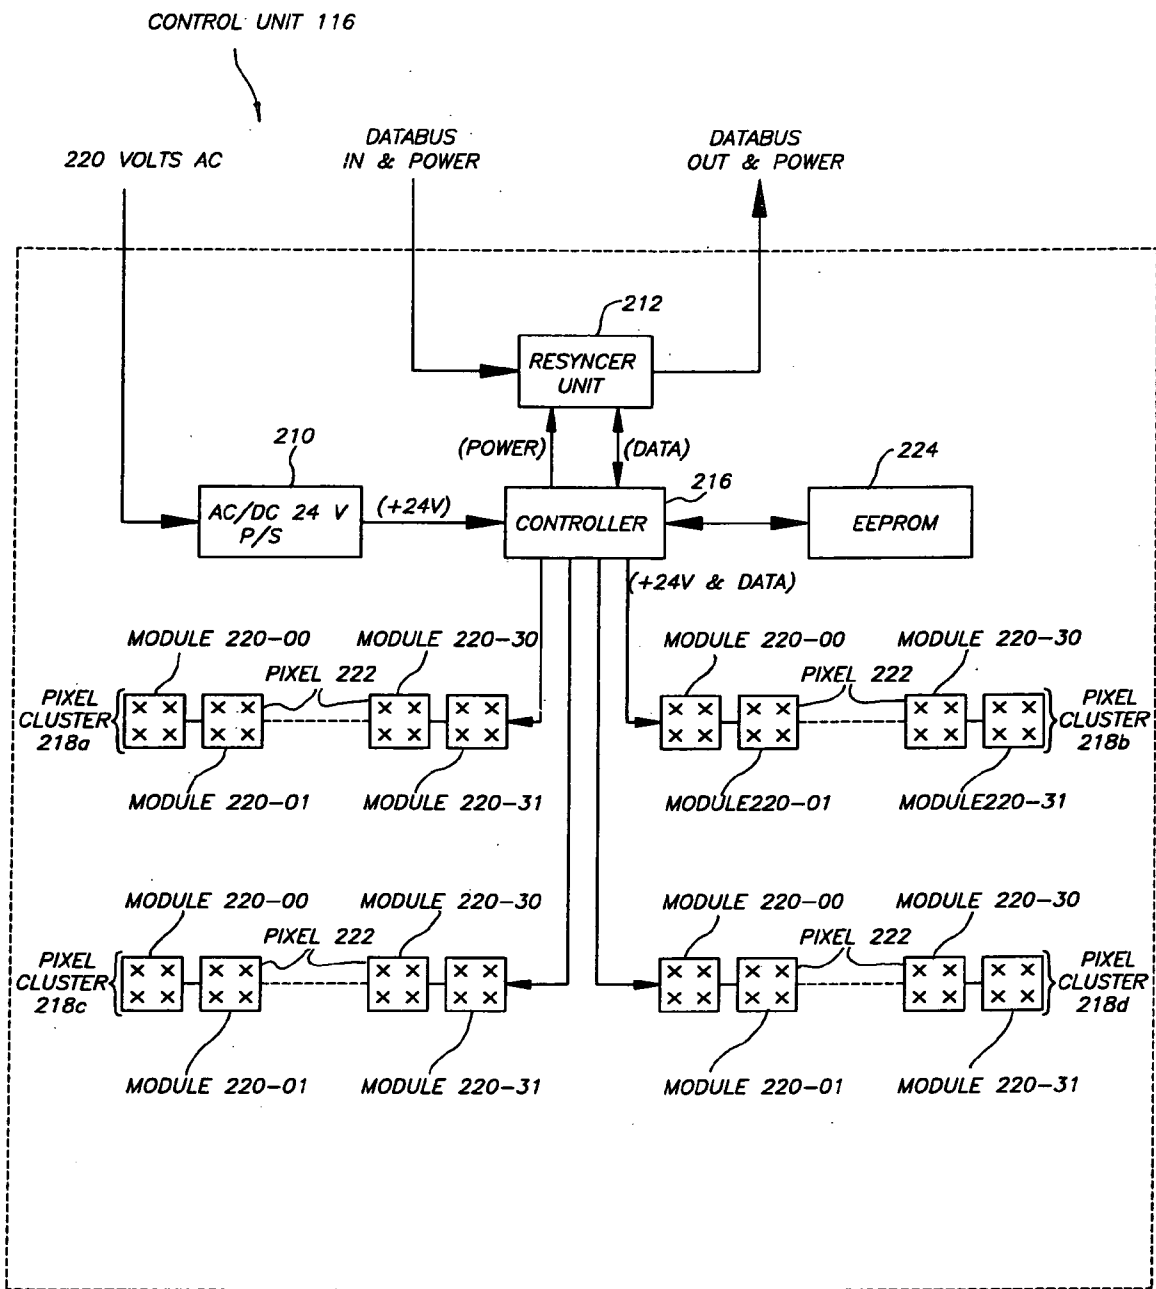 CONTROL UNIT 116
220 VOLTS AC
DATABUS
IN & POWER
DATABUS
OUT & POWER
212
RESYNCER
UNIT
(POWER)
(DATA)
210
AC/DC 24 V
P/S
(+24V)
216
CONTROLLER
224
EEPROM
(+24V & DATA)
MODULE 220-00
MODULE 220-30
PIXEL 222
PIXEL
CLUSTER
218a
MODULE 220-01
MODULE 220-31
MODULE 220-00
MODULE 220-30
PIXEL 222
PIXEL
CLUSTER
218b
MODULE220-01
MODULE220-31
MODULE 220-00
MODULE 220-30
PIXEL 222
PIXEL
CLUSTER
218c
MODULE 220-01
MODULE 220-31
MODULE 220-00
MODULE 220-30
PIXEL 222
PIXEL
CLUSTER
218d
MODULE 220-01
MODULE 220-31